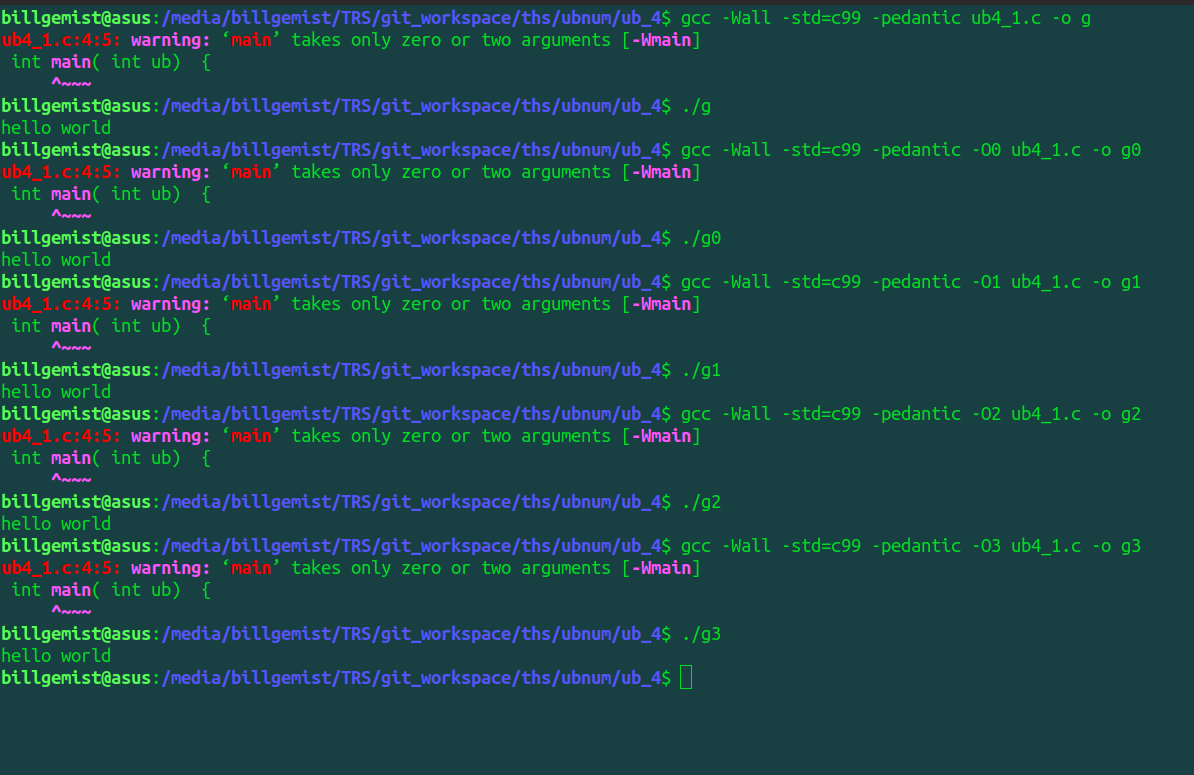 billgemist@asus:/media/billgemist/TRS/git_workspace/ths/ubnum/ub_4$ gcc -Wall -std=c99 -pedantic ub4_1.c -o g
ub4_1.c:4:5: warning: ‘main’ takes only zero or two arguments [-Wmain]
 int main( int ub)  {
     ^~~~
billgemist@asus:/media/billgemist/TRS/git_workspace/ths/ubnum/ub_4$ ./g
hello world
billgemist@asus:/media/billgemist/TRS/git_workspace/ths/ubnum/ub_4$ gcc -Wall -std=c99 -pedantic -O0 ub4_1.c -o g0
ub4_1.c:4:5: warning: ‘main’ takes only zero or two arguments [-Wmain]
 int main( int ub)  {
     ^~~~
billgemist@asus:/media/billgemist/TRS/git_workspace/ths/ubnum/ub_4$ ./g0
hello world
billgemist@asus:/media/billgemist/TRS/git_workspace/ths/ubnum/ub_4$ gcc -Wall -std=c99 -pedantic -O1 ub4_1.c -o g1
ub4_1.c:4:5: warning: ‘main’ takes only zero or two arguments [-Wmain]
 int main( int ub)  {
     ^~~~
billgemist@asus:/media/billgemist/TRS/git_workspace/ths/ubnum/ub_4$ ./g1
hello world
billgemist@asus:/media/billgemist/TRS/git_workspace/ths/ubnum/ub_4$ gcc -Wall -std=c99 -pedantic -O2 ub4_1.c -o g2
ub4_1.c:4:5: warning: ‘main’ takes only zero or two arguments [-Wmain]
 int main( int ub)  {
     ^~~~
billgemist@asus:/media/billgemist/TRS/git_workspace/ths/ubnum/ub_4$ ./g2
hello world
billgemist@asus:/media/billgemist/TRS/git_workspace/ths/ubnum/ub_4$ gcc -Wall -std=c99 -pedantic -O3 ub4_1.c -o g3
ub4_1.c:4:5: warning: ‘main’ takes only zero or two arguments [-Wmain]
 int main( int ub)  {
     ^~~~
billgemist@asus:/media/billgemist/TRS/git_workspace/ths/ubnum/ub_4$ ./g3
hello world
billgemist@asus:/media/billgemist/TRS/git_workspace/ths/ubnum/ub_4$